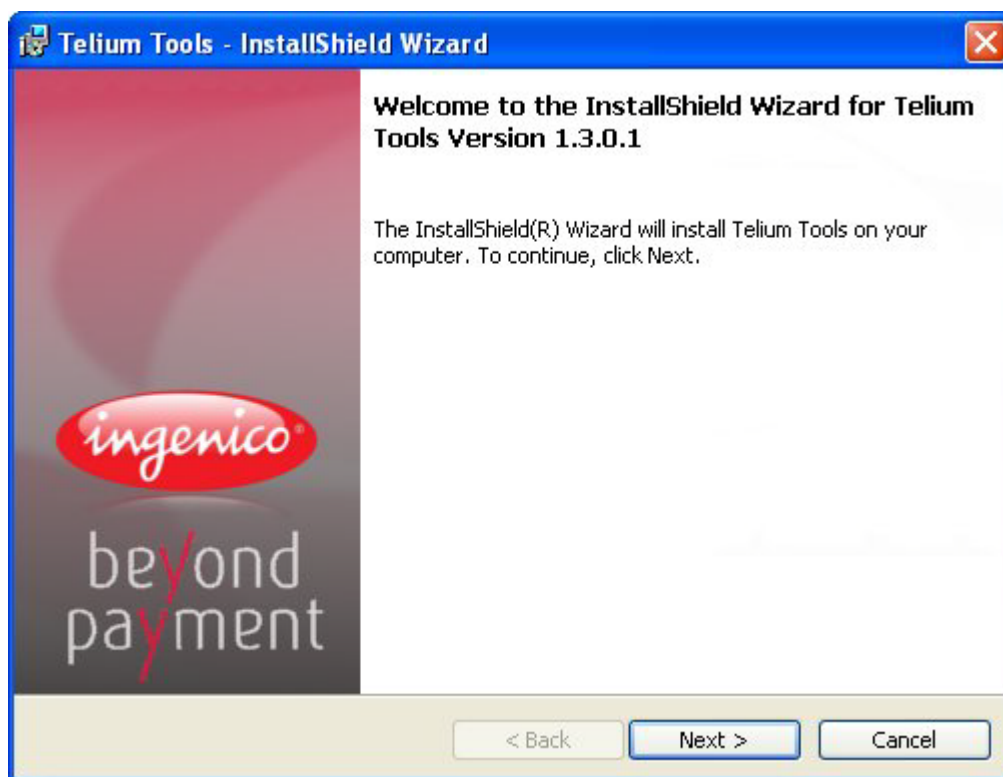 Telium Tools - InstallShield Wizard
Welcome to the InstallShield Wizard for Telium
Tools Version 1.3.0.1
The InstallShield(R) Wizard will install Telium Tools on your
computer. To continue, click Next.
ingenico®
beyond
payment
< Back
Next >
Cancel